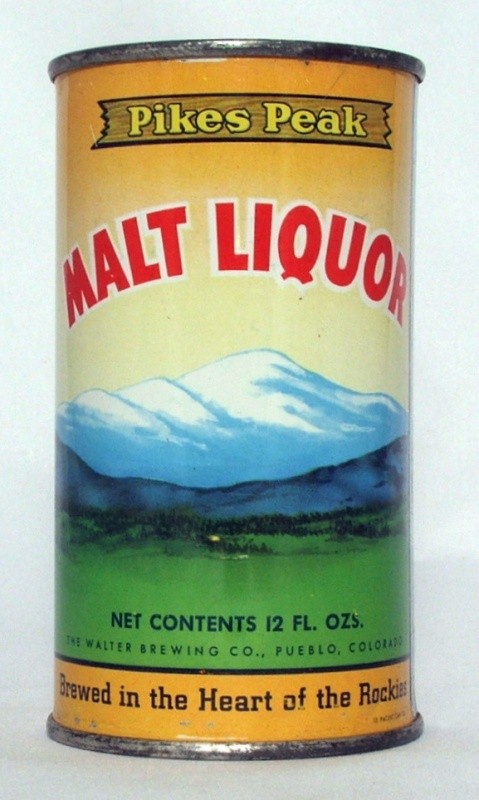 Pikes Peak
MALT LIQUOR
NET CONTENTS 12 FL. OZS.
THE WALTER BREWING CO., PUEBLO, COLORADO
Brewed in the Heart of the Rockies